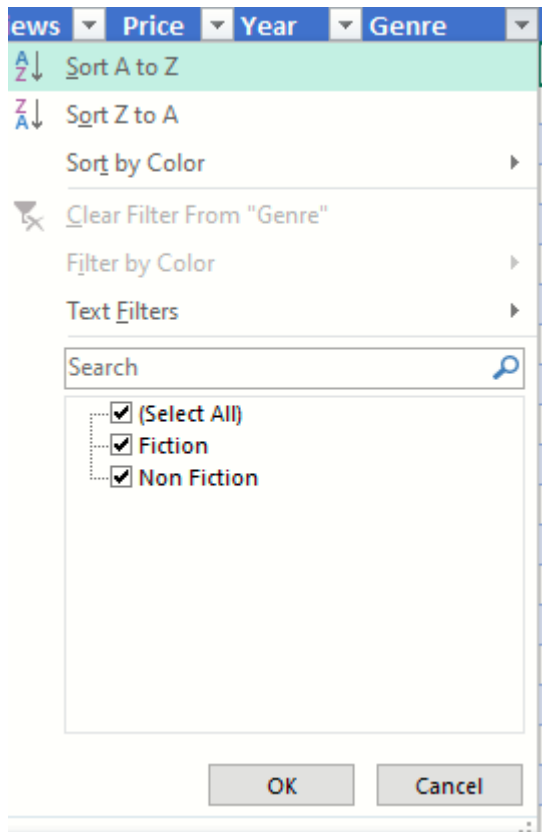 ews Price Year Genre
Sort A to Z
Sort Z to A
Sort by Color
Clear Filter From "Genre"
Filter by Color
Text Filters
Search
(Select All)
Fiction
Non Fiction
OK Cancel